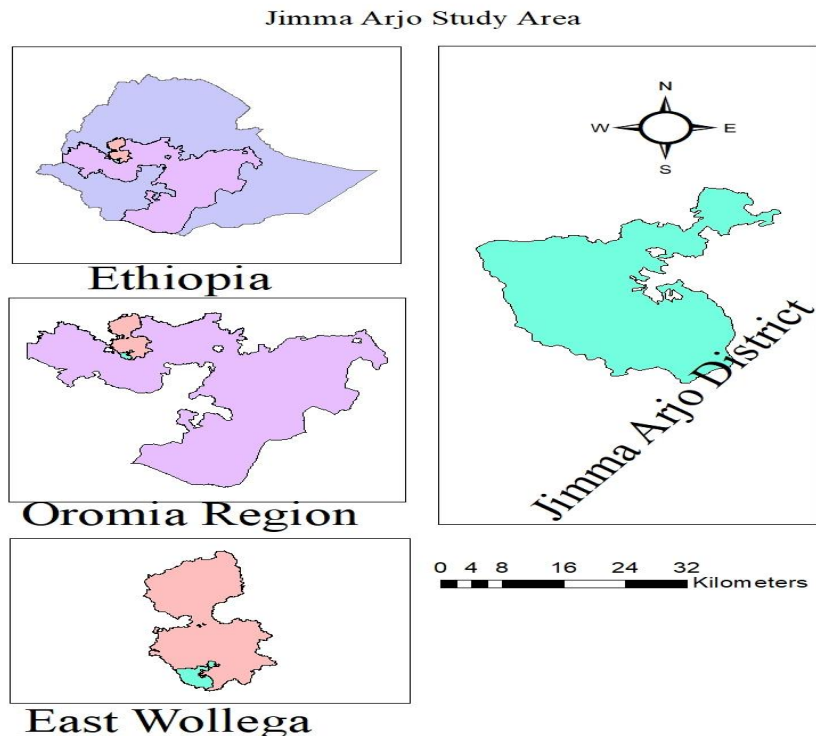 Jimma Arjo Study Area
Ethiopia
Oromia Region
East Wollega
N
W E
S
Jimma Arjo District
0 4 8 16 24 32
Kilometers